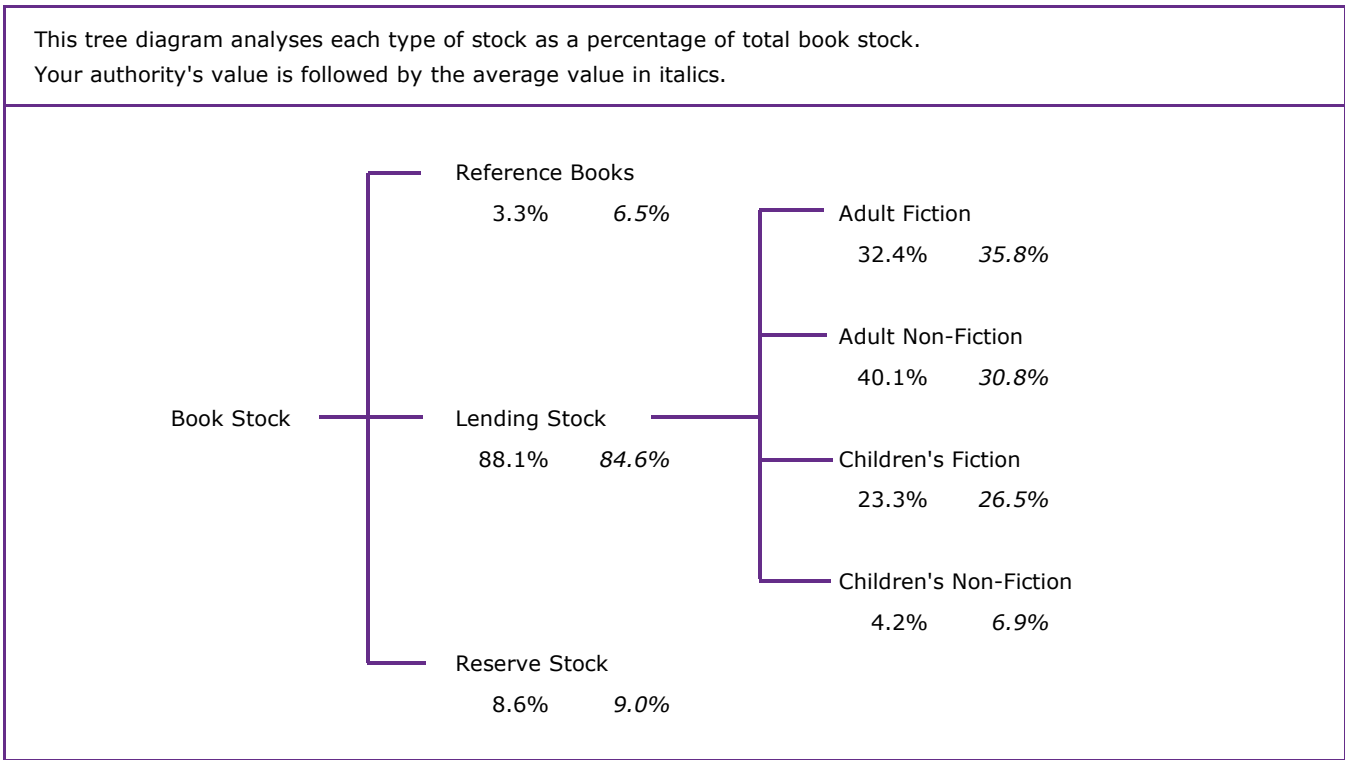 This tree diagram analyses each type of stock as a percentage of total book stock.
Your authority's value is followed by the average value in italics.
Reference Books
3.3% 6.5%
Adult Fiction
32.4% 35.8%
Adult Non-Fiction
40.1% 30.8%
Book Stock
Lending Stock
88.1% 84.6%
Children's Fiction
23.3% 26.5%
Children's Non-Fiction
4.2% 6.9%
Reserve Stock
8.6% 9.0%